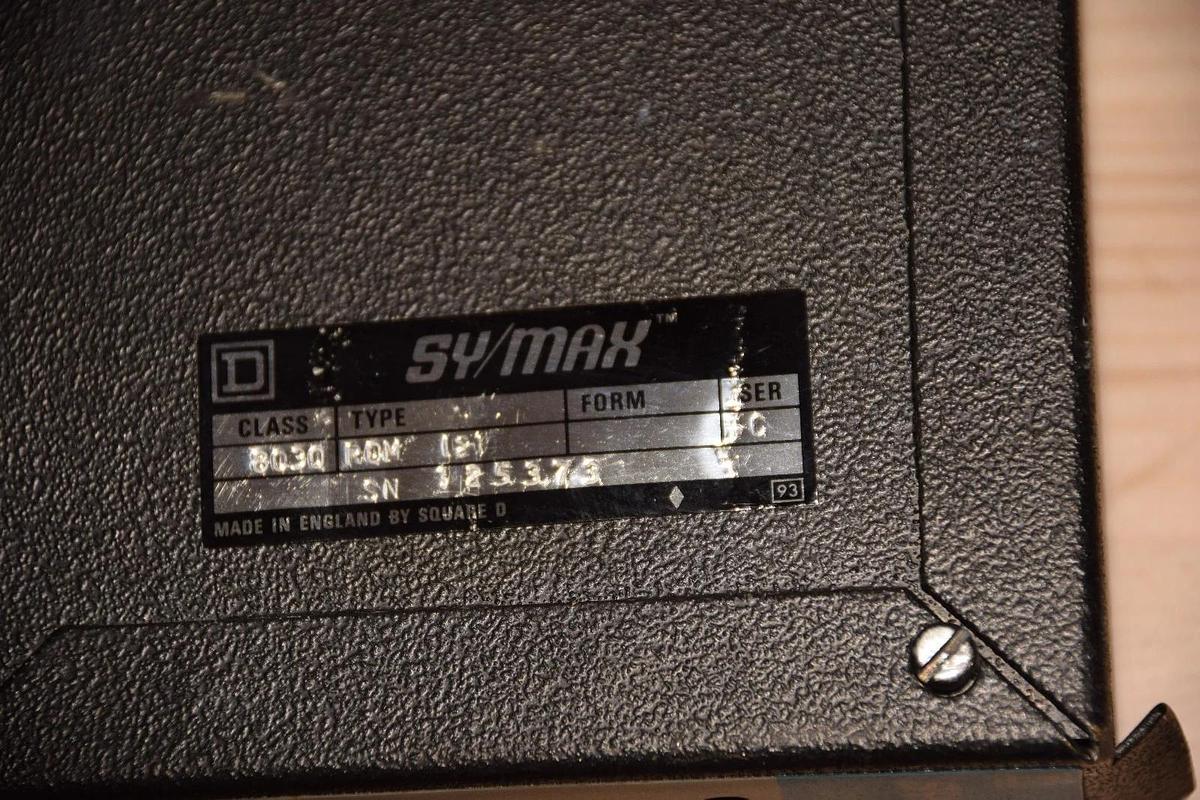 D SY/MAX™
CLASS TYPE FORM SER
8030 ROM 121 C
SN 125373
MADE IN ENGLAND BY SQUARE D 93